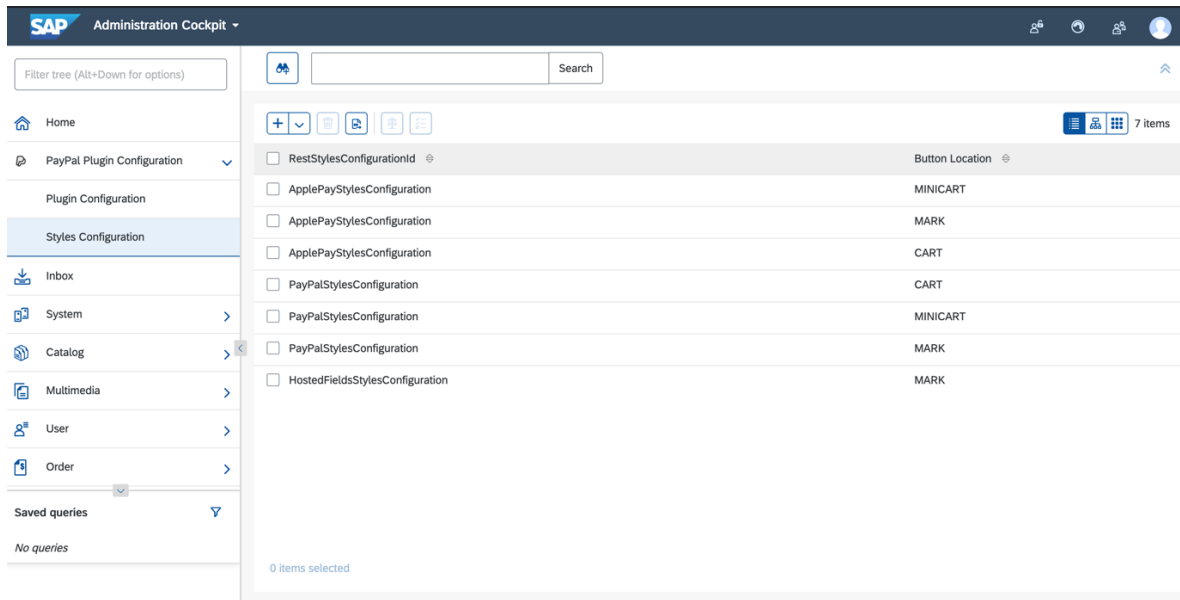 SAP Administration Cockpit
Filter tree (Alt+Down for options)
Search
Home
PayPal Plugin Configuration
Plugin Configuration
Styles Configuration
Inbox
System
Catalog
Multimedia
User
Order
Saved queries
No queries
7 items
RestStylesConfigurationId Button Location
ApplePayStylesConfiguration MINICART
ApplePayStylesConfiguration MARK
ApplePayStylesConfiguration CART
PayPalStylesConfiguration CART
PayPalStylesConfiguration MINICART
PayPalStylesConfiguration MARK
HostedFieldsStylesConfiguration MARK
0 items selected